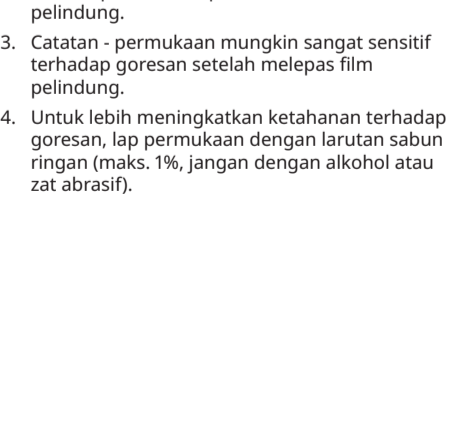 pelindung.
3. Catatan - permukaan mungkin sangat sensitif
terhadap goresan setelah melepas film
pelindung.
4. Untuk lebih meningkatkan ketahanan terhadap
goresan, lap permukaan dengan larutan sabun
ringan (maks. 1%, jangan dengan alkohol atau
zat abrasif).